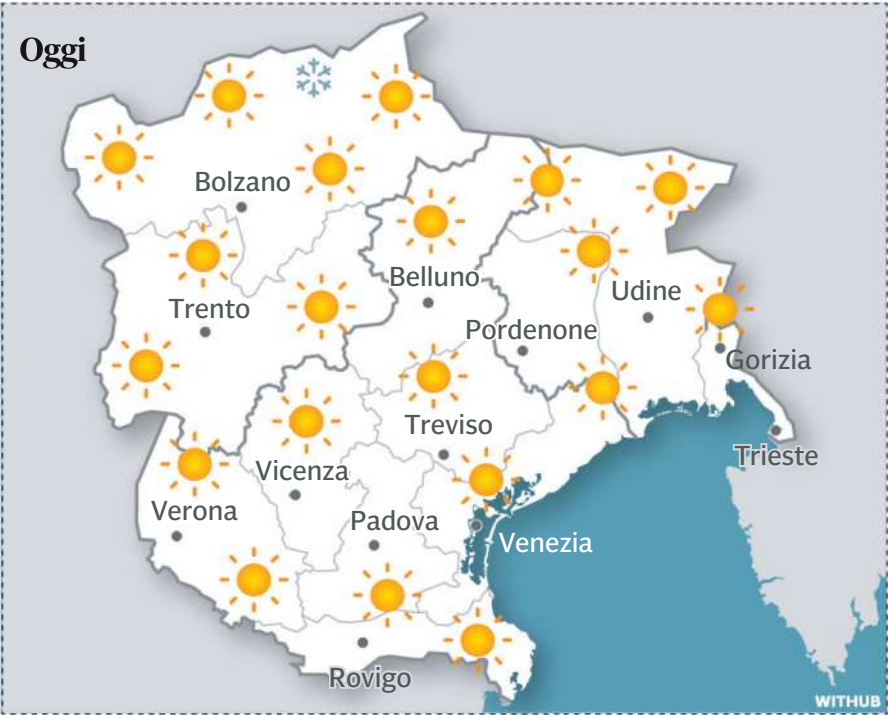 Oggi
Bolzano
Trento
Belluno
Udine
Pordenone
Gorizia
Treviso
Trieste
Vicenza
Verona
Padova
Venezia
Rovigo
WITHUB